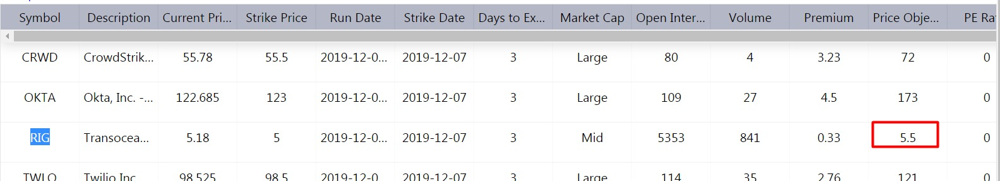 Symbol Description Current Pri... Strike Price Run Date Strike Date Days to Ex... Market Cap Open Inter... Volume Premium Price Obje... PE Ra
CRWD CrowdStrik... 55.78 55.5 2019-12-0... 2019-12-07 3 Large 80 4 3.23 72 0
OKTA Okta, Inc. -... 122.685 123 2019-12-0... 2019-12-07 3 Large 109 27 4.5 173 0
RIG Transocea... 5.18 5 2019-12-0... 2019-12-07 3 Mid 5353 841 0.33 5.5 0
TWLO Twilio Inc 98.525 98.5 2019-12-0... 2019-12-07 3 Large 114 35 2.76 121 0